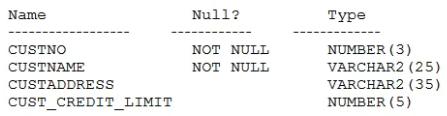 Name Null? Type
----------------- ------------ -------------
CUSTNO NOT NULL NUMBER(3)
CUSTNAME NOT NULL VARCHAR2(25)
CUSTADDRESS VARCHAR2(35)
CUST_CREDIT_LIMIT NUMBER(5)